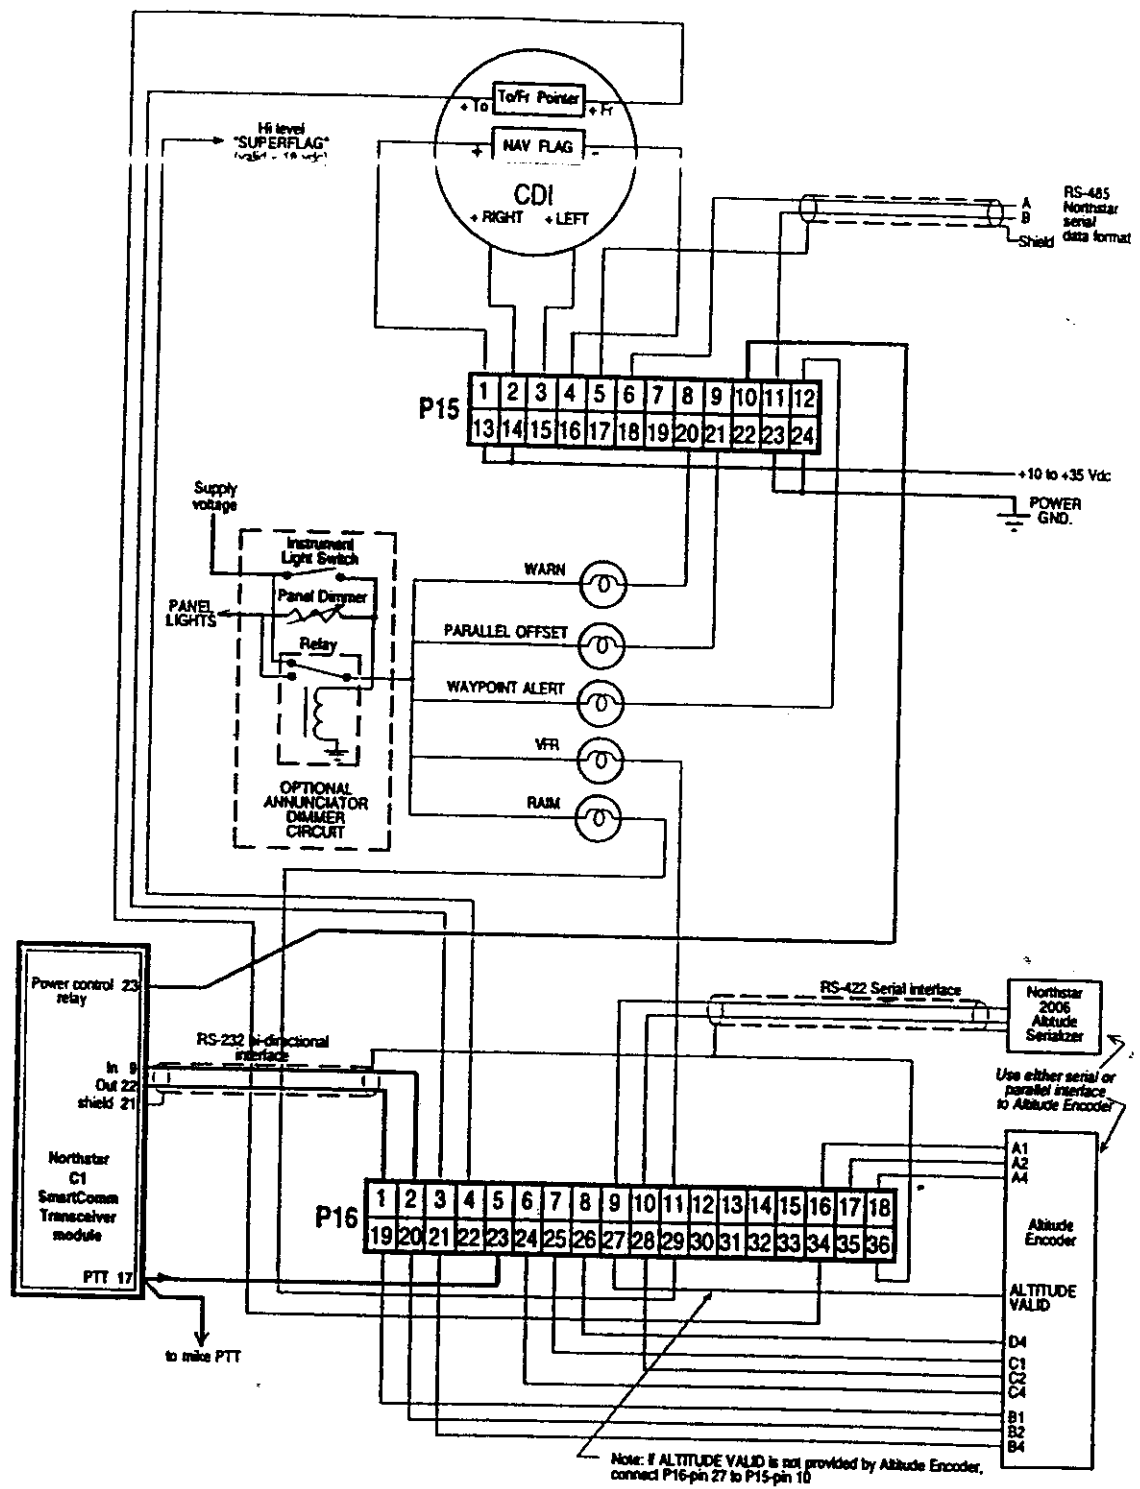 To/Fr Pointer
+ To
+ Fr
Hi level
"SUPERFLAG"
NAV FLAG
+
-
CDI
+ RIGHT
+ LEFT
A
B
Shield
RS-485
Northstar
serial
data format
P15
1 2 3 4 5 6 7 8 9 10 11 12
13 14 15 16 17 18 19 20 21 22 23 24
+10 to +35 Vdc
POWER
GND.
Supply
voltage
Instrument
Light Switch
Panel Dimmer
PANEL
LIGHTS
Relay
OPTIONAL
ANNUNCIATOR
DIMMER
CIRCUIT
WARN
PARALLEL OFFSET
WAYPOINT ALERT
VFR
RAIM
Power control 23
relay
RS-232 bi-directional
interface
In 9
Out 22
shield 21
Northstar
C1
SmartComm
Transceiver
module
PTT 17
to mike PTT
RS-422 Serial interface
Northstar
2006
Altitude
Serializer
Use either serial or
parallel interface
to Altitude Encoder
P16
1 2 3 4 5 6 7 8 9 10 11 12 13 14 15 16 17 18
19 20 21 22 23 24 25 26 27 28 29 30 31 32 33 34 35 36
A1
A2
A4
Altitude
Encoder
ALTITUDE
VALID
D4
C1
C2
C4
B1
B2
B4
Note: if ALTITUDE VALID is not provided by Altitude Encoder,
connect P16-pin 27 to P15-pin 10